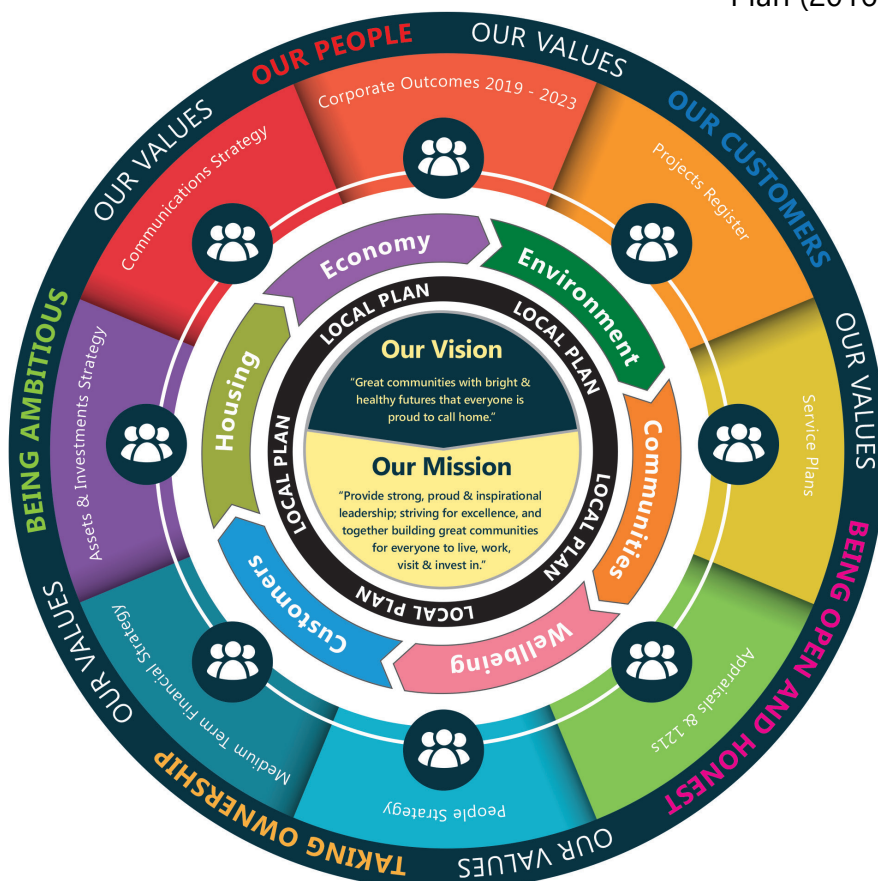 Plan (2016
OUR PEOPLE
OUR VALUES
OUR CUSTOMERS
OUR VALUES
BEING OPEN AND HONEST
OUR VALUES
TAKING OWNERSHIP
OUR VALUES
BEING AMBITIOUS
OUR VALUES
Corporate Outcomes 2019 - 2023
Projects Register
Service Plans
Appraisals & 121s
People Strategy
Medium Term Financial Strategy
Assets & Investments Strategy
Communications Strategy
Economy
Environment
Communities
Wellbeing
Customers
Housing
LOCAL PLAN
LOCAL PLAN
LOCAL PLAN
LOCAL PLAN
LOCAL PLAN
LOCAL PLAN
Our Vision
“Great communities with bright &
healthy futures that everyone is
proud to call home.”
Our Mission
“Provide strong, proud & inspirational
leadership; striving for excellence, and
together building great communities
for everyone to live, work,
visit & invest in.”